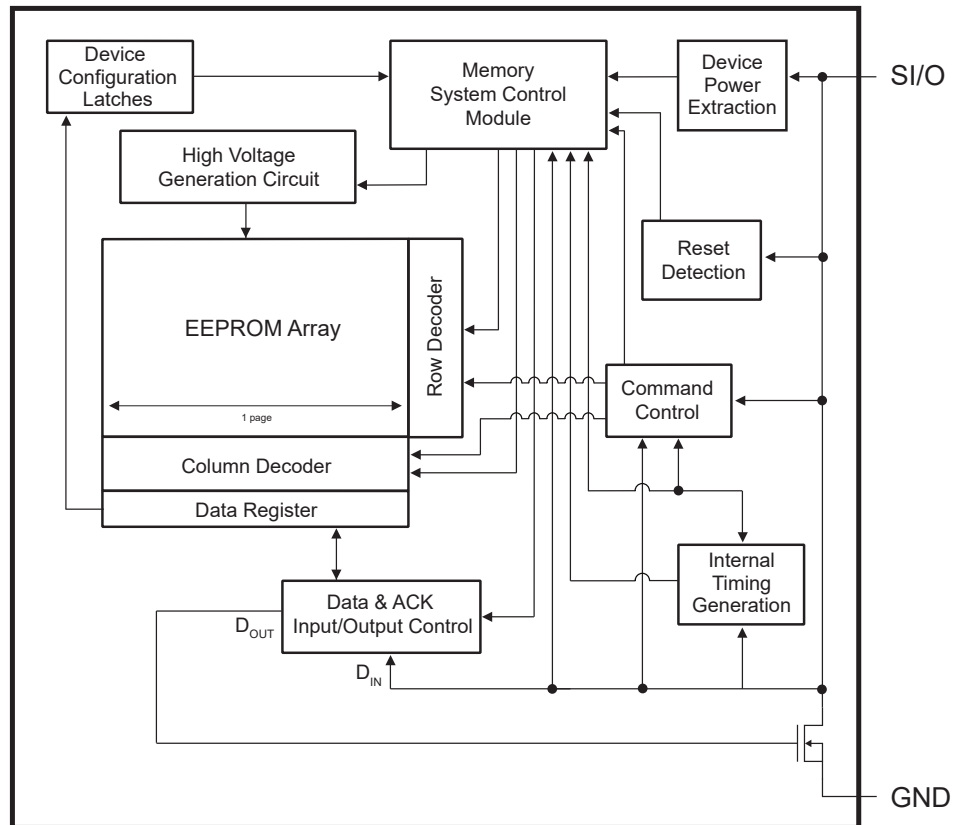 Device
Configuration
Latches
Memory
System Control
Module
Device
Power
Extraction
SI/O
High Voltage
Generation Circuit
Reset
Detection
EEPROM Array
Row Decoder
1 page
Command
Control
Column Decoder
Data Register
Internal
Timing
Generation
Data & ACK
Input/Output Control
DOUT
DIN
GND